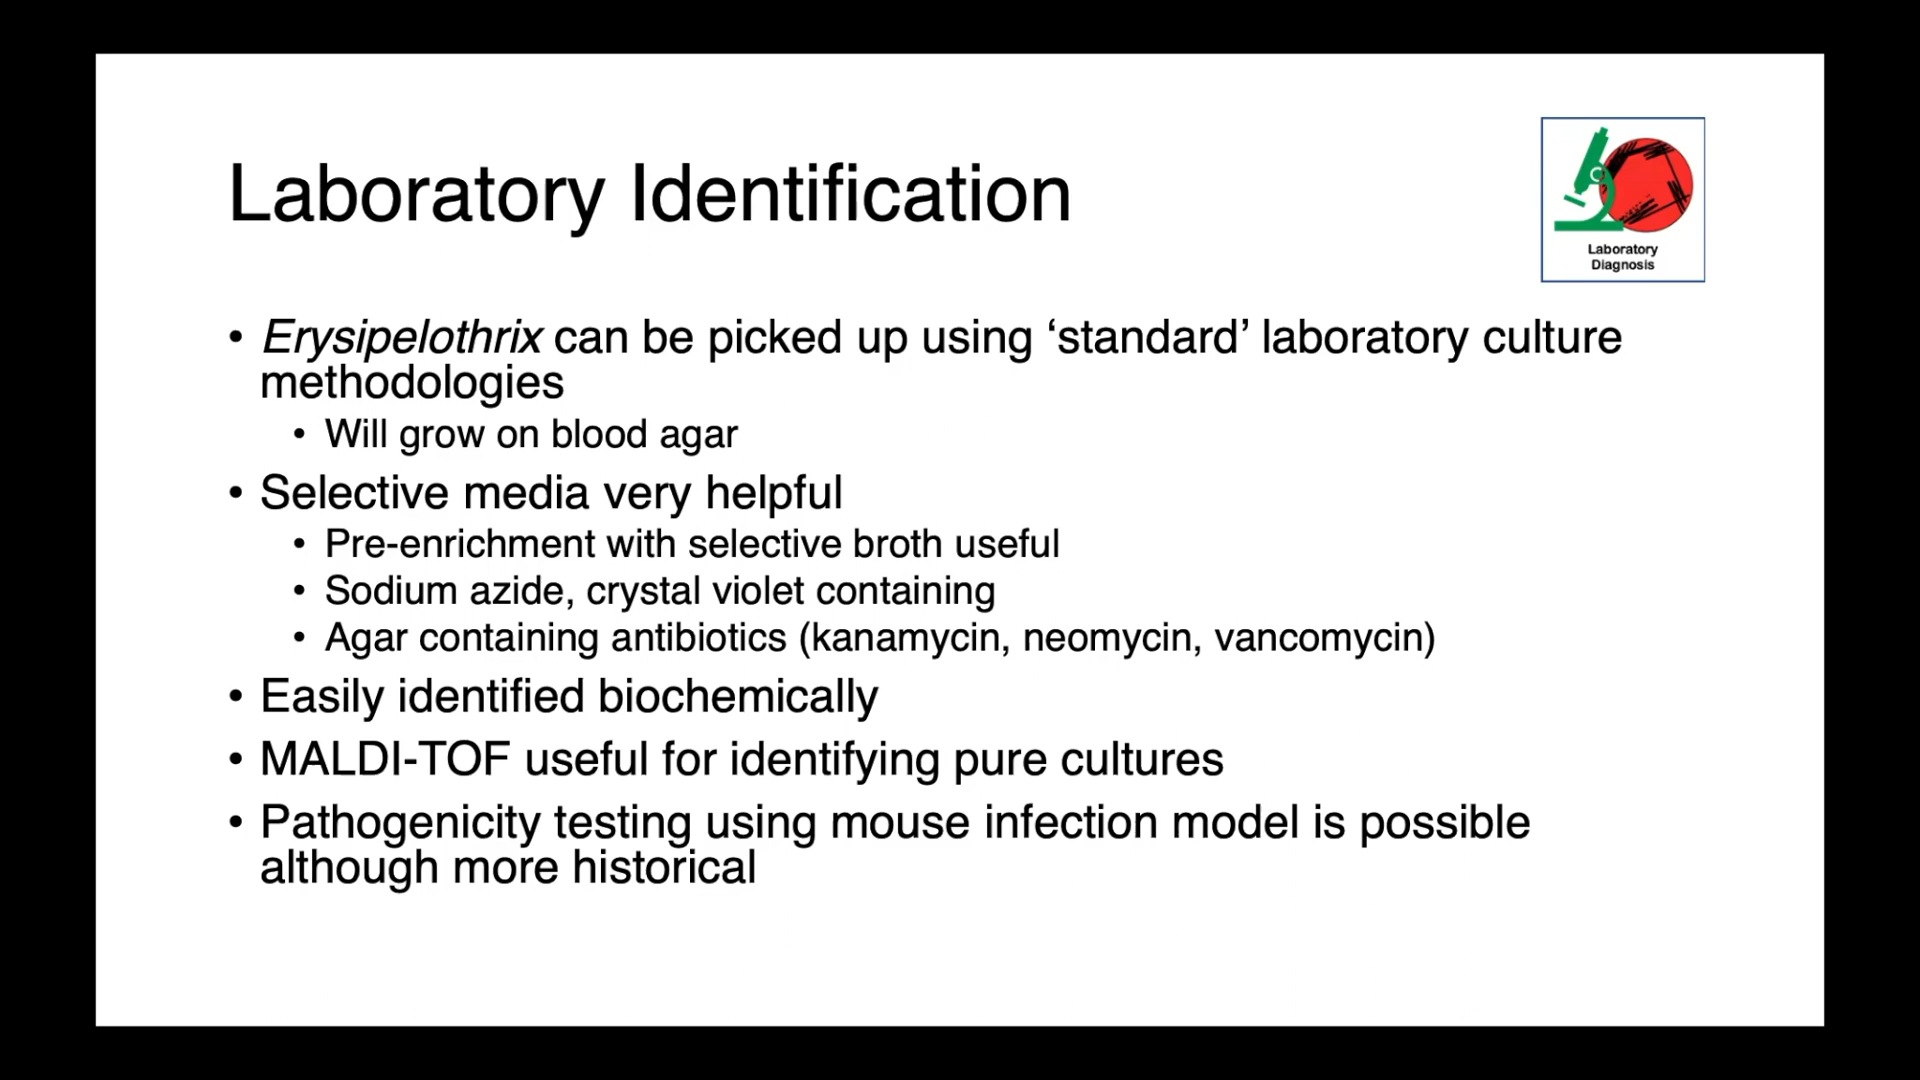 Laboratory Identification
Laboratory
Diagnosis
• Erysipelothrix can be picked up using ‘standard’ laboratory culture
methodologies
• Will grow on blood agar
• Selective media very helpful
• Pre-enrichment with selective broth useful
• Sodium azide, crystal violet containing
• Agar containing antibiotics (kanamycin, neomycin, vancomycin)
• Easily identified biochemically
• MALDI-TOF useful for identifying pure cultures
• Pathogenicity testing using mouse infection model is possible
although more historical